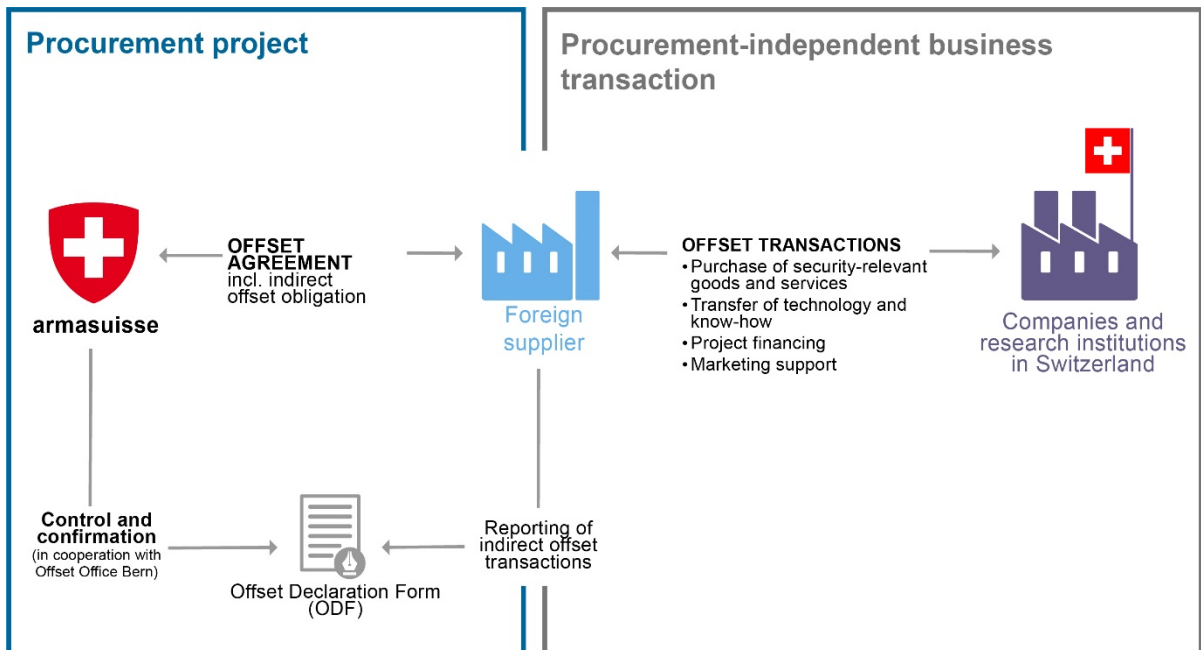 Procurement project
Procurement-independent business
transaction
armasuisse
OFFSET
AGREEMENT
incl. indirect
offset obligation
Foreign
supplier
OFFSET TRANSACTIONS
•Purchase of security-relevant
goods and services
•Transfer of technology and
know-how
•Project financing
•Marketing support
Companies and
research institutions
in Switzerland
Control and
confirmation
(in cooperation with
Offset Office Bern)
Offset Declaration Form
(ODF)
Reporting of
indirect offset
transactions